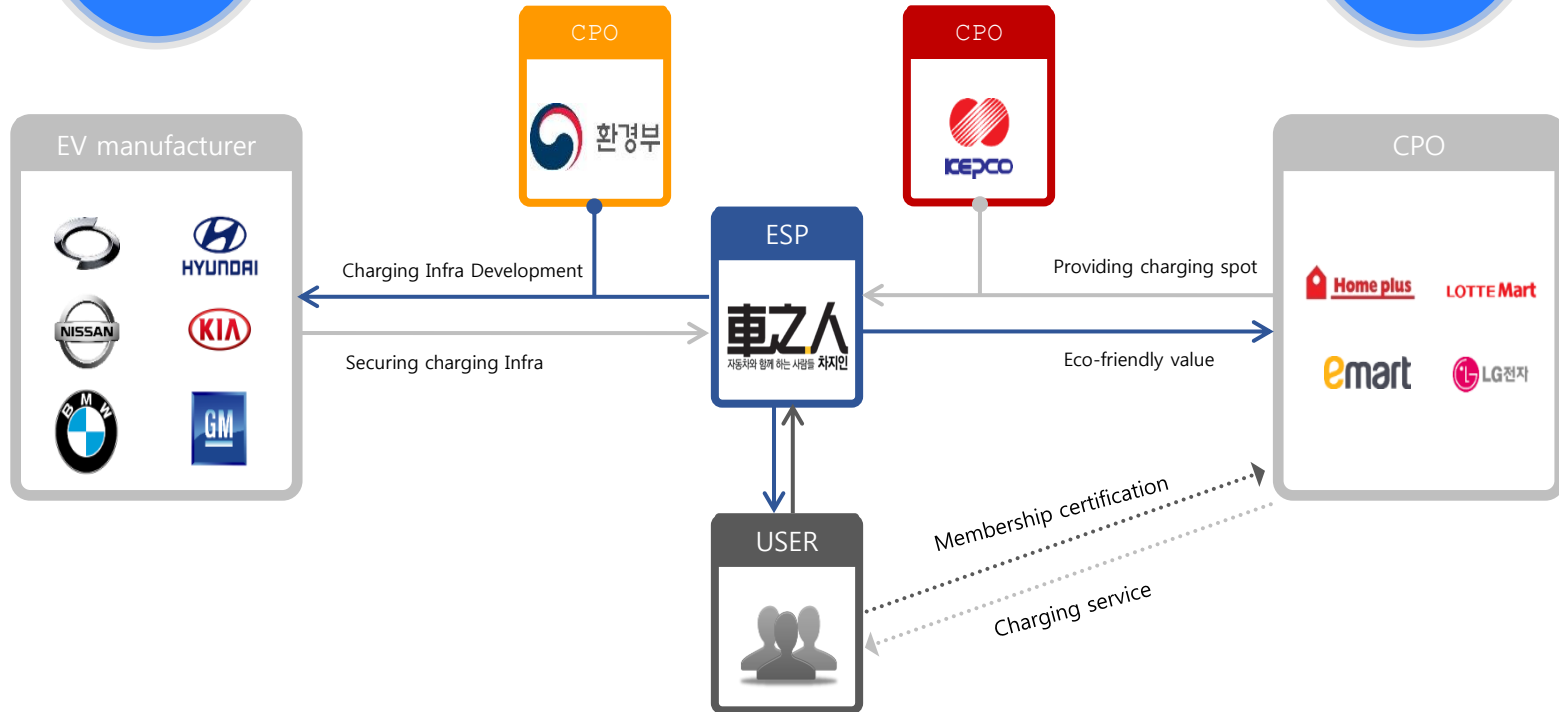 CPO
CPO
환경부
KEPCO
EV manufacturer
HYUNDAI
NISSAN
KIA
BMW
GM
Charging Infra Development
Securing charging Infra
ESP
車之人
자동차와 함께 하는 사람들 차지인
Providing charging spot
Eco-friendly value
CPO
Home plus
LOTTE Mart
emart
LG전자
USER
Membership certification
Charging service